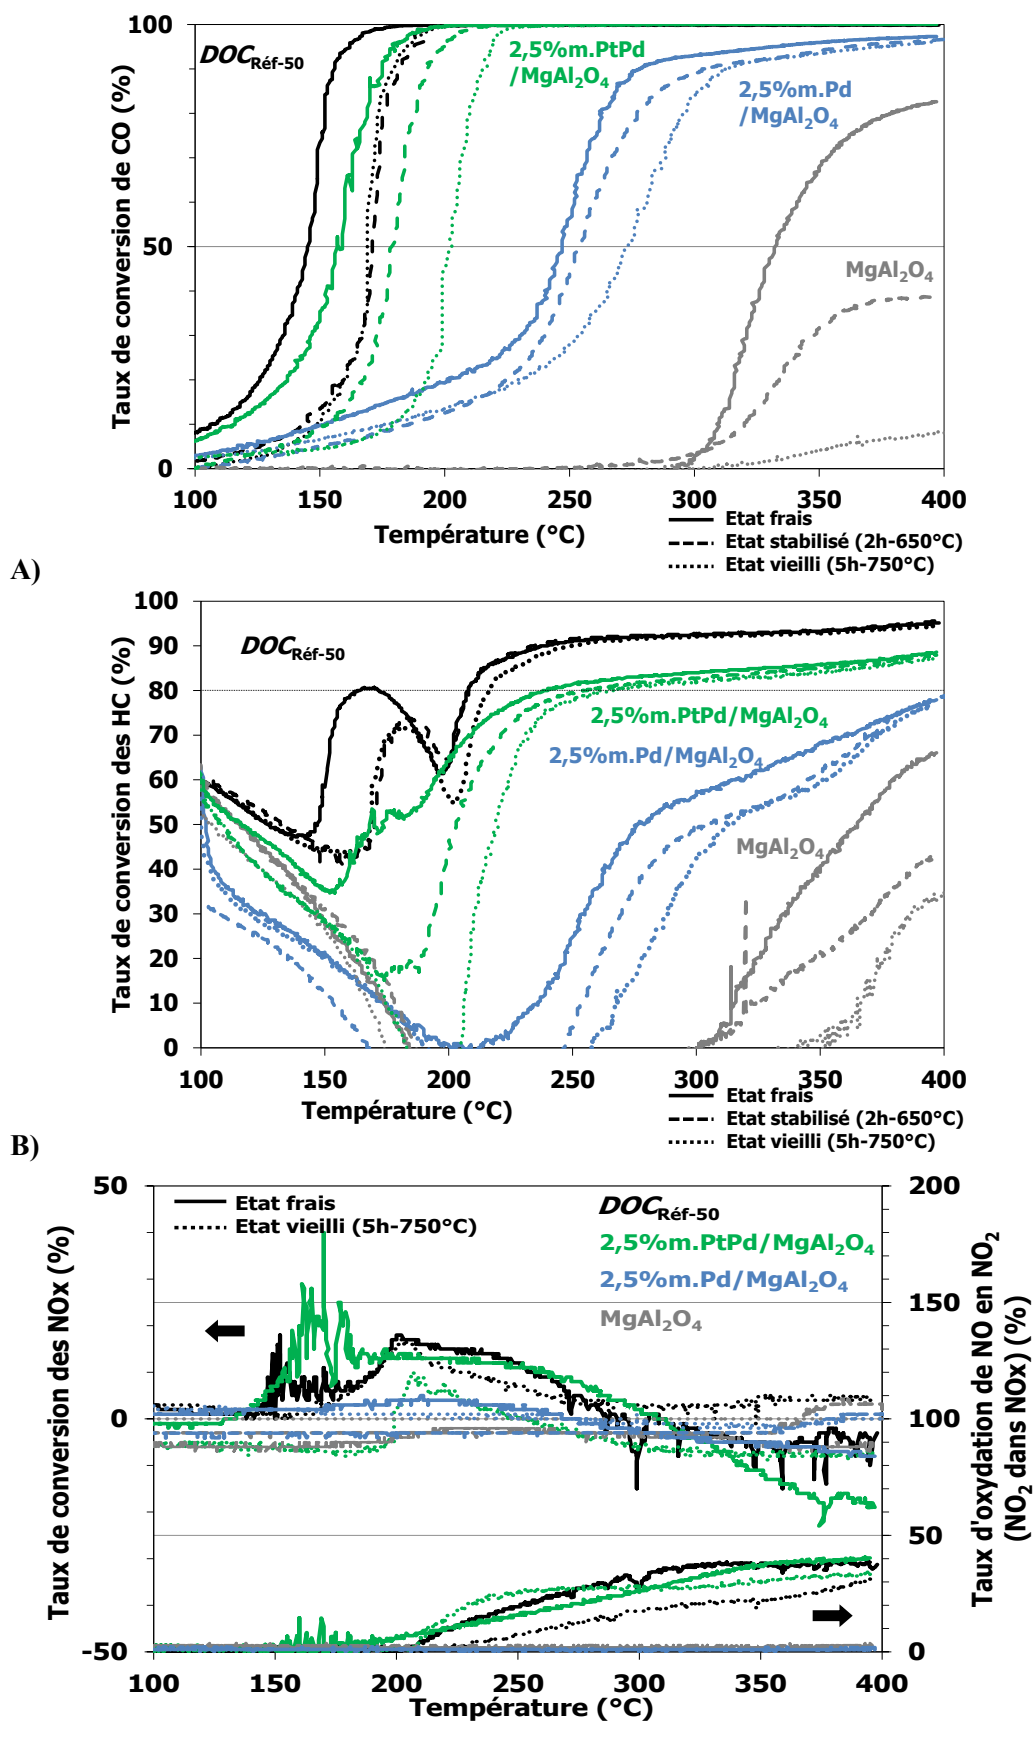 100
90
80
70
60
50
40
30
20
10
0
Taux de conversion de CO (%)
DOC Réf-50
2,5%m.PtPd
/MgAl₂O₄
2,5%m.Pd
/MgAl₂O₄
MgAl₂O₄
100
50
0
100 150 200 250 300 350 400
Température (°C)
Etat frais
Etat stabilisé (2h-650°C)
Etat vieilli (5h-750°C)
A)
Taux de conversion des HC (%)
DOC Réf-50
2,5%m.PtPd/MgAl₂O₄
2,5%m.Pd/MgAl₂O₄
MgAl₂O₄
100 150 200 250 300 350 400
Température (°C)
Etat frais
Etat stabilisé (2h-650°C)
Etat vieilli (5h-750°C)
B)
Taux de conversion des NOx (%)
50
0
-50
Etat frais
Etat vieilli (5h-750°C)
DOC Réf-50
2,5%m.PtPd/MgAl₂O₄
2,5%m.Pd/MgAl₂O₄
MgAl₂O₄
200
150
100
50
0
Taux d'oxydation de NO en NO₂
(NO₂ dans NOx) (%)
100 150 200 250 300 350 400
Température (°C)